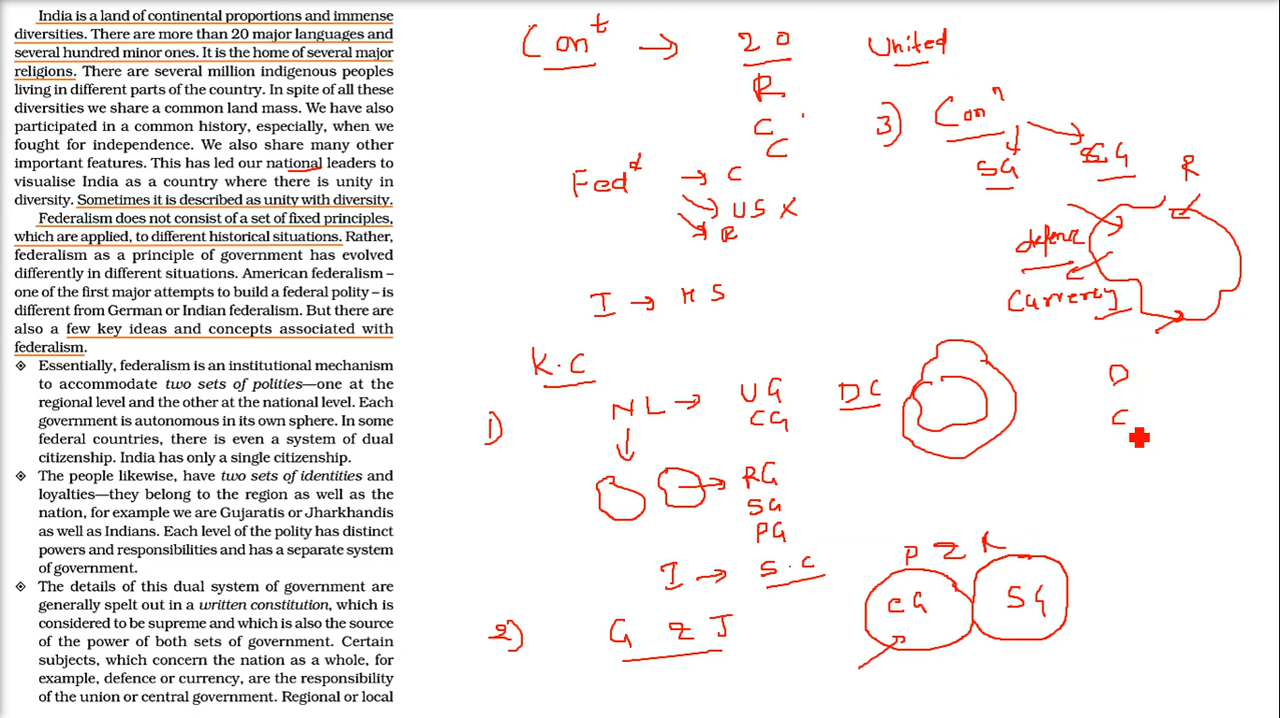 India is a land of continental proportions and immense
diversities. There are more than 20 major languages and
several hundred minor ones. It is the home of several major
religions. There are several million indigenous peoples
living in different parts of the country. In spite of all these
diversities we share a common land mass. We have also
participated in a common history, especially, when we
fought for independence. We also share many other
important features. This has led our national leaders to
visualise India as a country where there is unity in
diversity. Sometimes it is described as unity with diversity.
Federalism does not consist of a set of fixed principles,
which are applied, to different historical situations. Rather,
federalism as a principle of government has evolved
differently in different situations. American federalism –
one of the first major attempts to build a federal polity – is
different from German or Indian federalism. But there are
also a few key ideas and concepts associated with
federalism.
Essentially, federalism is an institutional mechanism
to accommodate two sets of polities—one at the
regional level and the other at the national level. Each
government is autonomous in its own sphere. In some
federal countries, there is even a system of dual
citizenship. India has only a single citizenship.
The people likewise, have two sets of identities and
loyalties—they belong to the region as well as the
nation, for example we are Gujaratis or Jharkhandis
as well as Indians. Each level of the polity has distinct
powers and responsibilities and has a separate system
of government.
The details of this dual system of government are
generally spelt out in a written constitution, which is
considered to be supreme and which is also the source
of the power of both sets of government. Certain
subjects, which concern the nation as a whole, for
example, defence or currency, are the responsibility
of the union or central government. Regional or local
Con^t → 20 United
R
C
C
Fed → C
US X
R
I → H S
K.C
1) NL → UG
CG
DC
RG
SG
PG
I → S.C
2) G & J
3) Con^n
SG
R
defence
Currency
D
C
P & R
CG SG